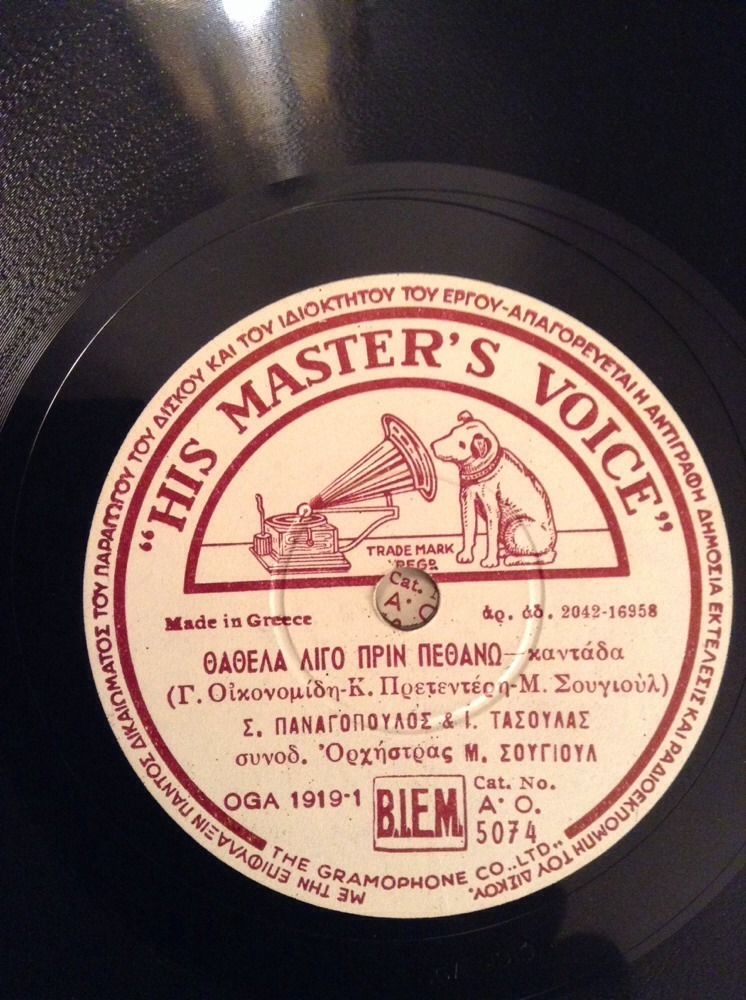 ΜΕ ΤΗΝ ΕΠΙΦΥΛΑΞΙΝ ΠΑΝΤΟΣ ΔΙΚΑΙΩΜΑΤΟΣ ΤΟΥ ΠΑΡΑΓΩΓΟΥ ΤΟΥ ΔΙΣΚΟΥ ΚΑΙ ΤΟΥ ΙΔΙΟΚΤΗΤΟΥ ΤΟΥ ΕΡΓΟΥ-ΑΠΑΓΟΡΕΥΕΤΑΙ Η ΑΝΤΙΓΡΑΦΗ ΔΗΜΟΣΙΑ ΕΚΤΕΛΕΣΙΣ ΚΑΙ ΡΑΔΙΟΕΚΠΟΜΠΗ ΤΟΥ ΔΙΣΚΟΥ.
“HIS MASTER'S VOICE”
TRADE MARK
REGD.
Cat.
A.O
Made in Greece
ἀρ. ἀδ. 2042-16958
ΘΑΘΕΛΑ ΛΙΓΟ ΠΡΙΝ ΠΕΘΑΝΩ—καντάδα
(Γ. Οἰκονομίδη-Κ. Πρετεντέρη-Μ. Σουγιοὺλ)
Σ. ΠΑΝΑΓΟΠΟΥΛΟΣ & Ι. ΤΑΣΟΥΛΑΣ
συνοδ. Ὀρχήστρας Μ. ΣΟΥΓΙΟΥΛ
OGA 1919-1
B.I.E.M.
Cat. No.
A. O.
5074
THE GRAMOPHONE CO., LTD.,